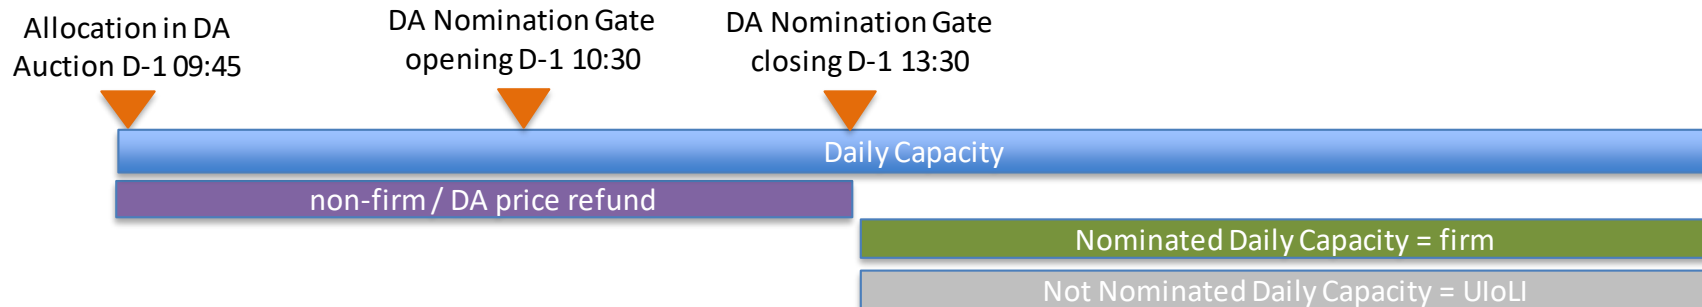 Allocation in DA
Auction D-1 09:45
DA Nomination Gate
opening D-1 10:30
DA Nomination Gate
closing D-1 13:30
Daily Capacity
non-firm / DA price refund
Nominated Daily Capacity = firm
Not Nominated Daily Capacity = UIoLI